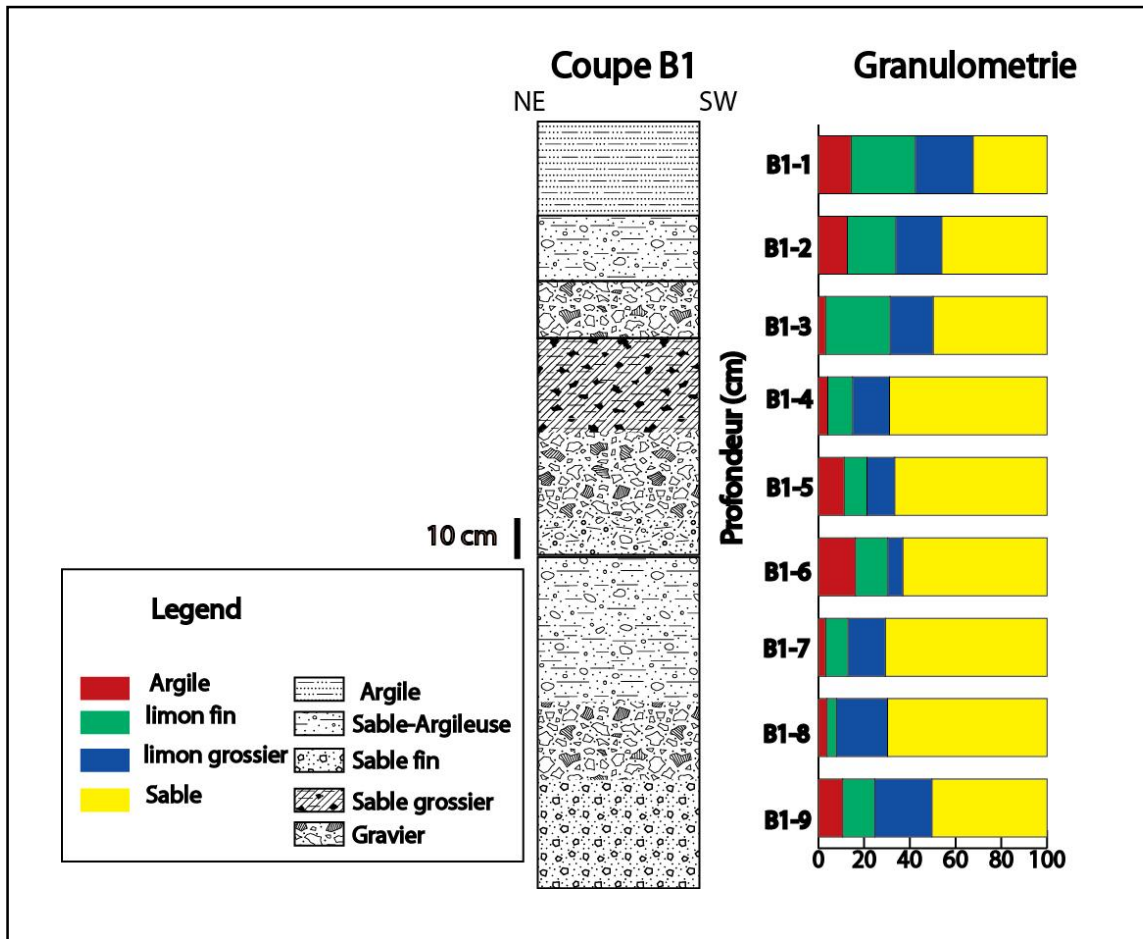 Coupe B1
Granulometrie
NE
SW
B1-1
B1-2
B1-3
B1-4
B1-5
B1-6
B1-7
B1-8
B1-9
Profondeur (cm)
0 20 40 60 80 100
10 cm
Legend
Argile
limon fin
limon grossier
Sable
Argile
Sable-Argileuse
Sable fin
Sable grossier
Gravier